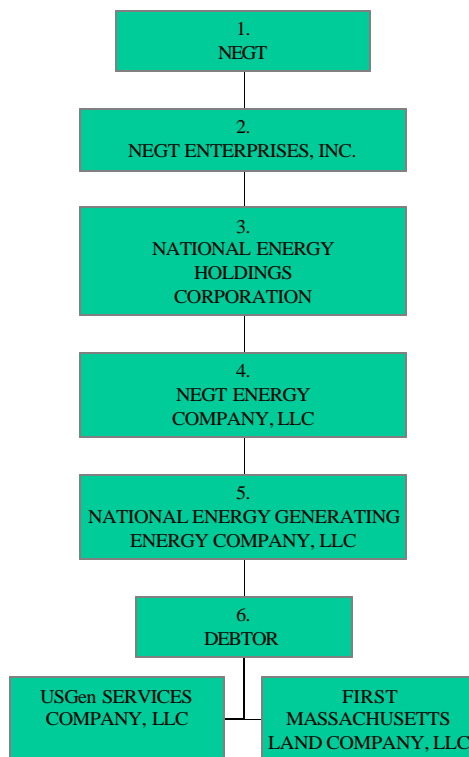 1.
NEGT
2.
NEGT ENTERPRISES, INC.
3.
NATIONAL ENERGY
HOLDINGS
CORPORATION
4.
NEGT ENERGY
COMPANY, LLC
5.
NATIONAL ENERGY GENERATING
ENERGY COMPANY, LLC
6.
DEBTOR
USGen SERVICES
COMPANY, LLC
FIRST
MASSACHUSETTS
LAND COMPANY, LLC